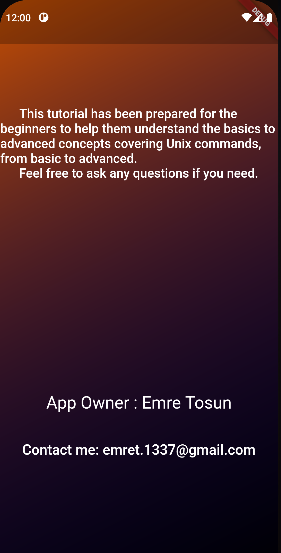 12:00
DEBUG
This tutorial has been prepared for the
beginners to help them understand the basics to
advanced concepts covering Unix commands,
from basic to advanced.
Feel free to ask any questions if you need.
App Owner : Emre Tosun
Contact me: emret.1337@gmail.com